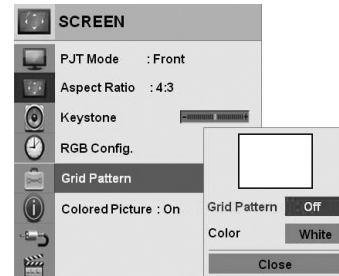 SCREEN
PJT Mode : Front
Aspect Ratio : 4:3
Keystone
RGB Config.
Grid Pattern
Colored Picture : On
Grid Pattern Off
Color White
Close